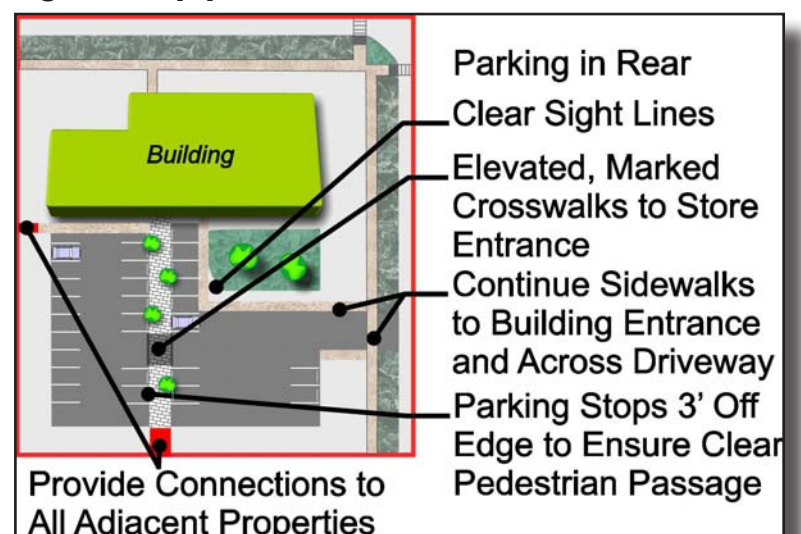 Building
Parking in Rear
Clear Sight Lines
Elevated, Marked
Crosswalks to Store
Entrance
Continue Sidewalks
to Building Entrance
and Across Driveway
Parking Stops 3’ Off
Edge to Ensure Clear
Pedestrian Passage
Provide Connections to
All Adjacent Properties